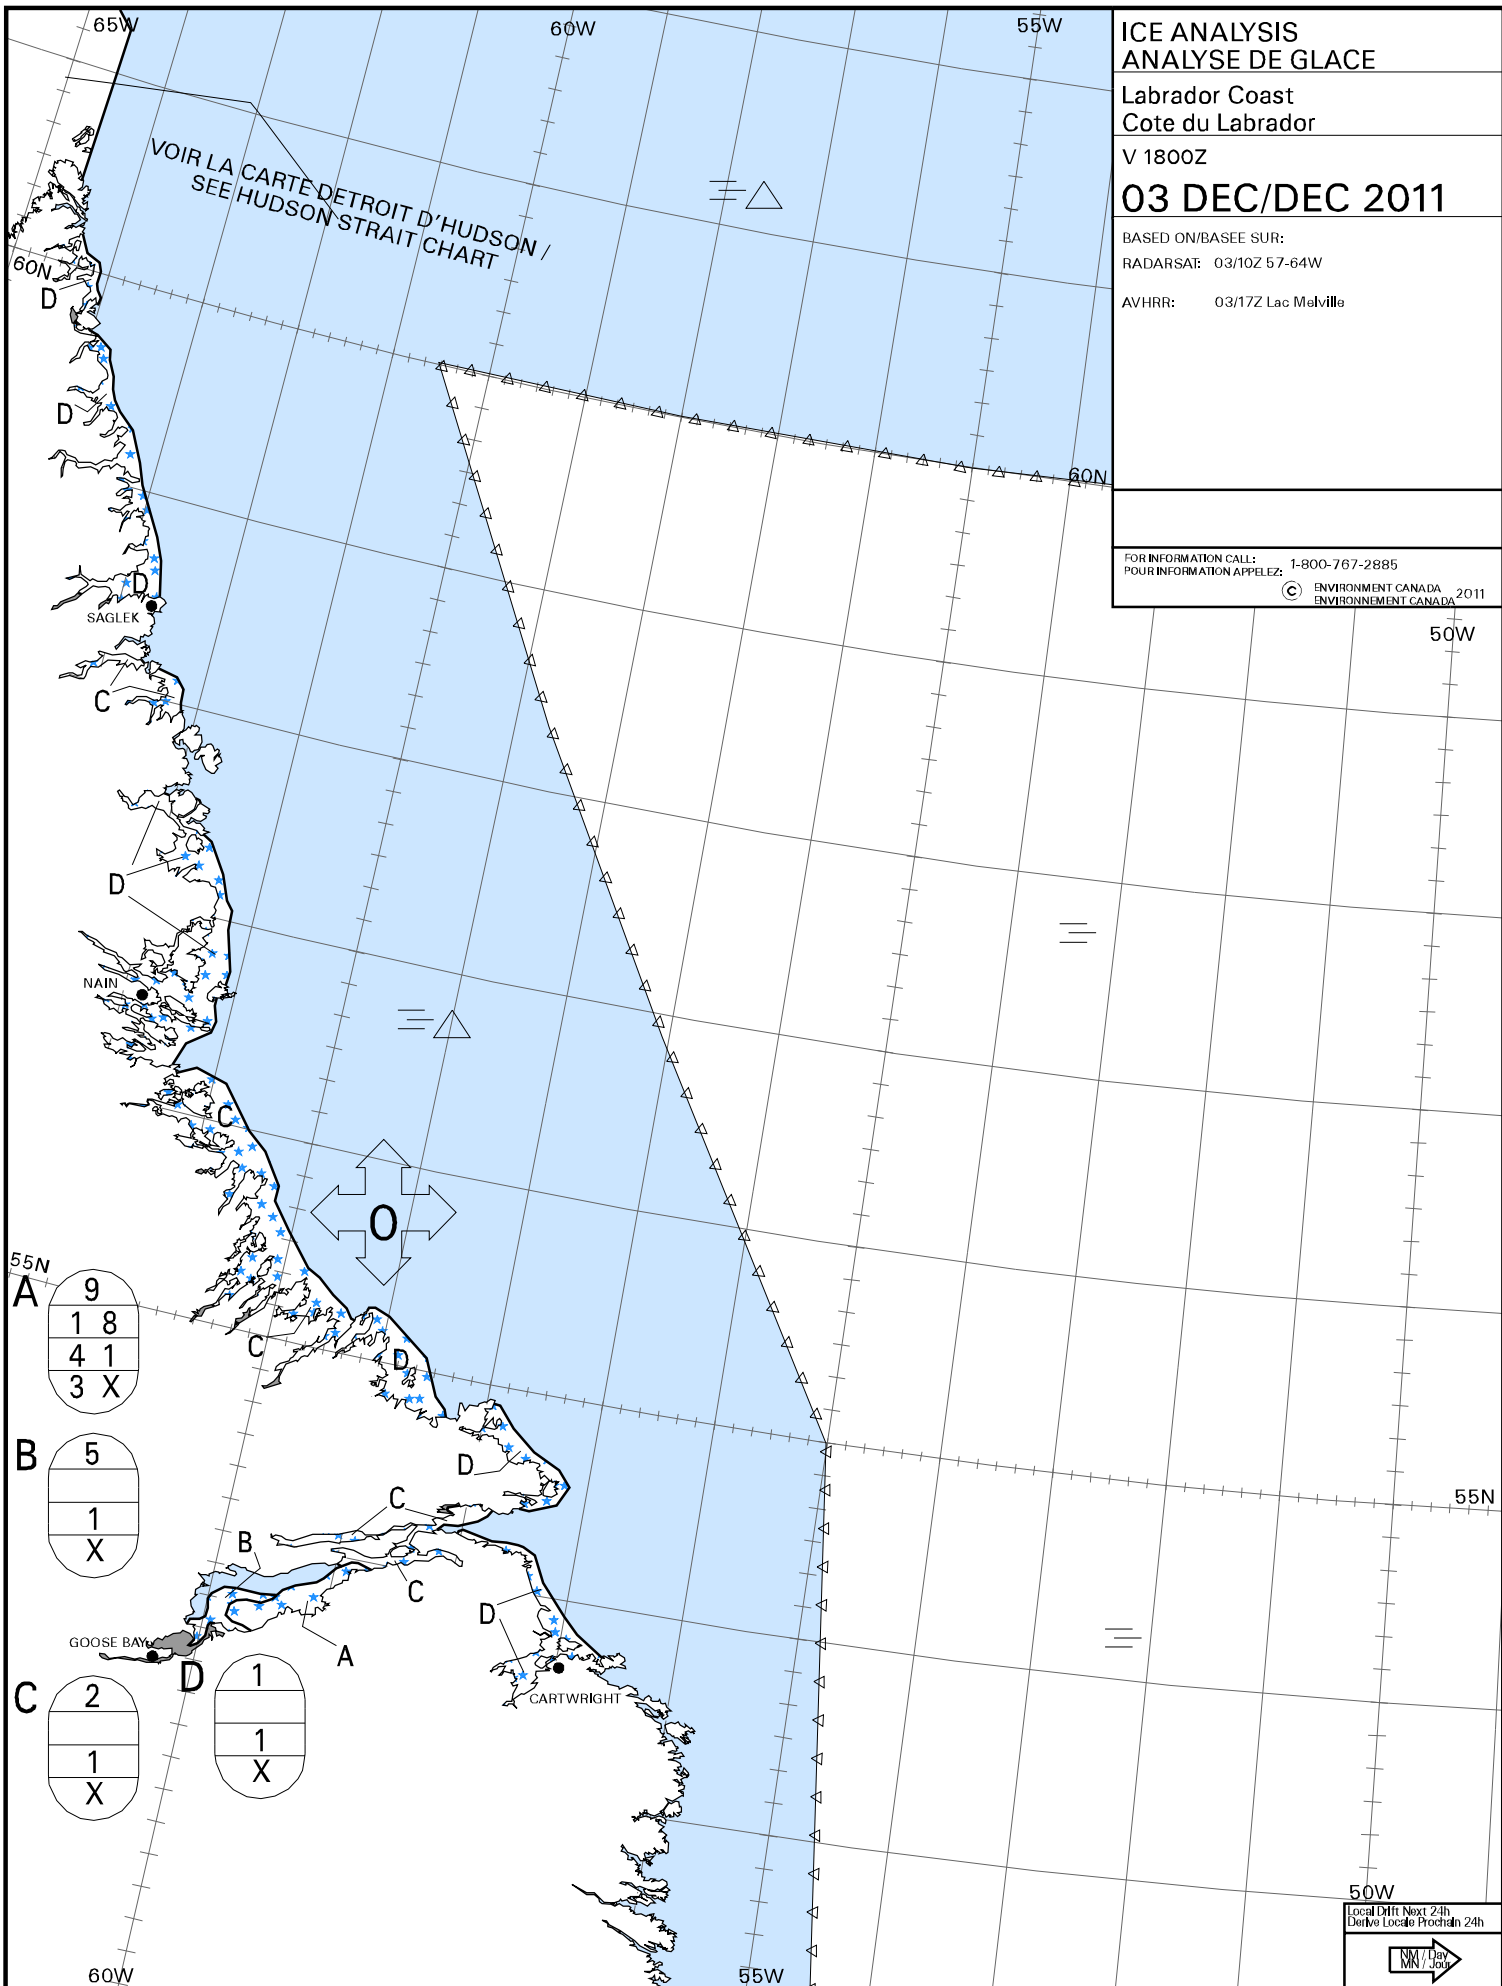 65W
60W
55W
ICE ANALYSIS
ANALYSE DE GLACE
Labrador Coast
Cote du Labrador
V 1800Z
03 DEC/DEC 2011
BASED ON/BASEE SUR:
RADARSAT: 03/10Z 57-64W
AVHRR: 03/17Z Lac Melville
FOR INFORMATION CALL: 1-800-767-2885
POUR INFORMATION APPELEZ:
© ENVIRONMENT CANADA 2011
ENVIRONNEMENT CANADA
VOIR LA CARTE DETROIT D'HUDSON /
SEE HUDSON STRAIT CHART
60N
D
D
60N
D
SAGLEK
50W
C
D
NAIN
C
O
55N
A
9
1 8
4 1
3 X
C
D
B
5
1
X
D
C
55N
B
C
D
A
GOOSE BAY
D
1
1
X
C
2
1
X
CARTWRIGHT
50W
Local Drift Next 24h
Derive Locale Prochain 24h
NM / Day
MN / Jour
60W
55W